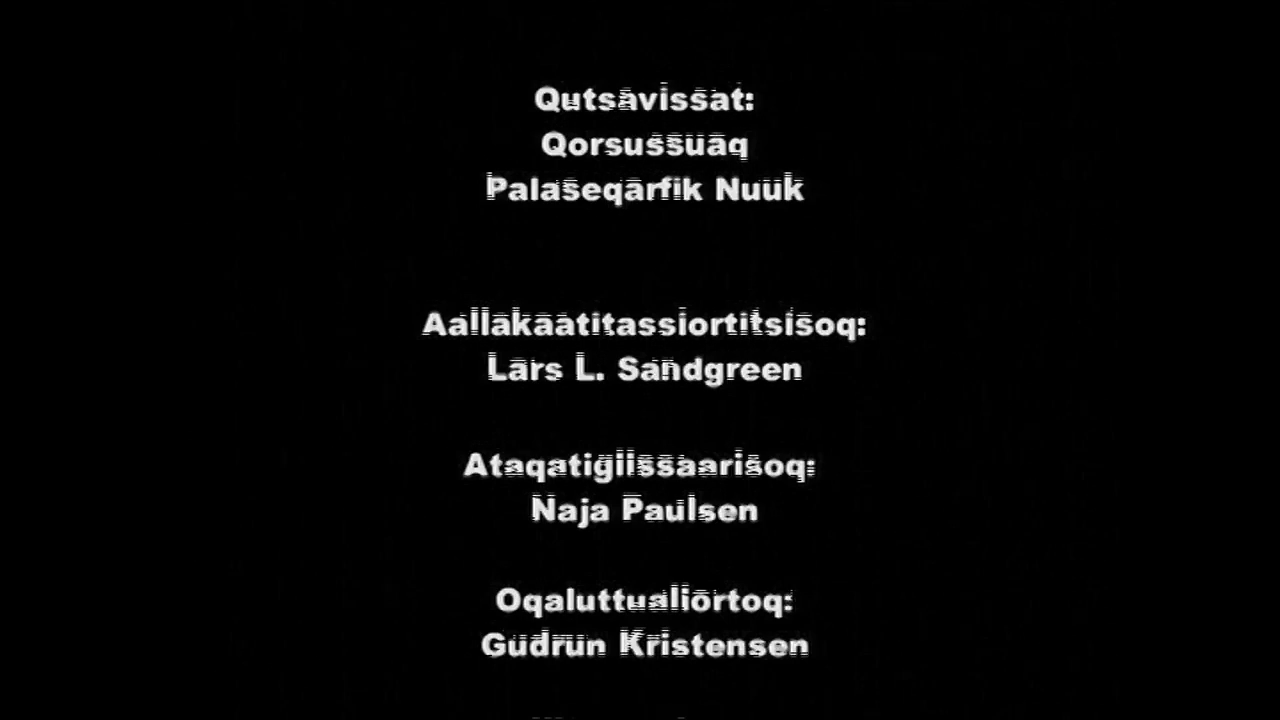 Qutsavissat:
Qorsussuaq
Palaseqarfik Nuuk
Aallakaatitassiortitsisoq:
Lars L. Sandgreen
Ataqatigiissaarisoq:
Naja Paulsen
Oqaluttualiortoq:
Gudrun Kristensen